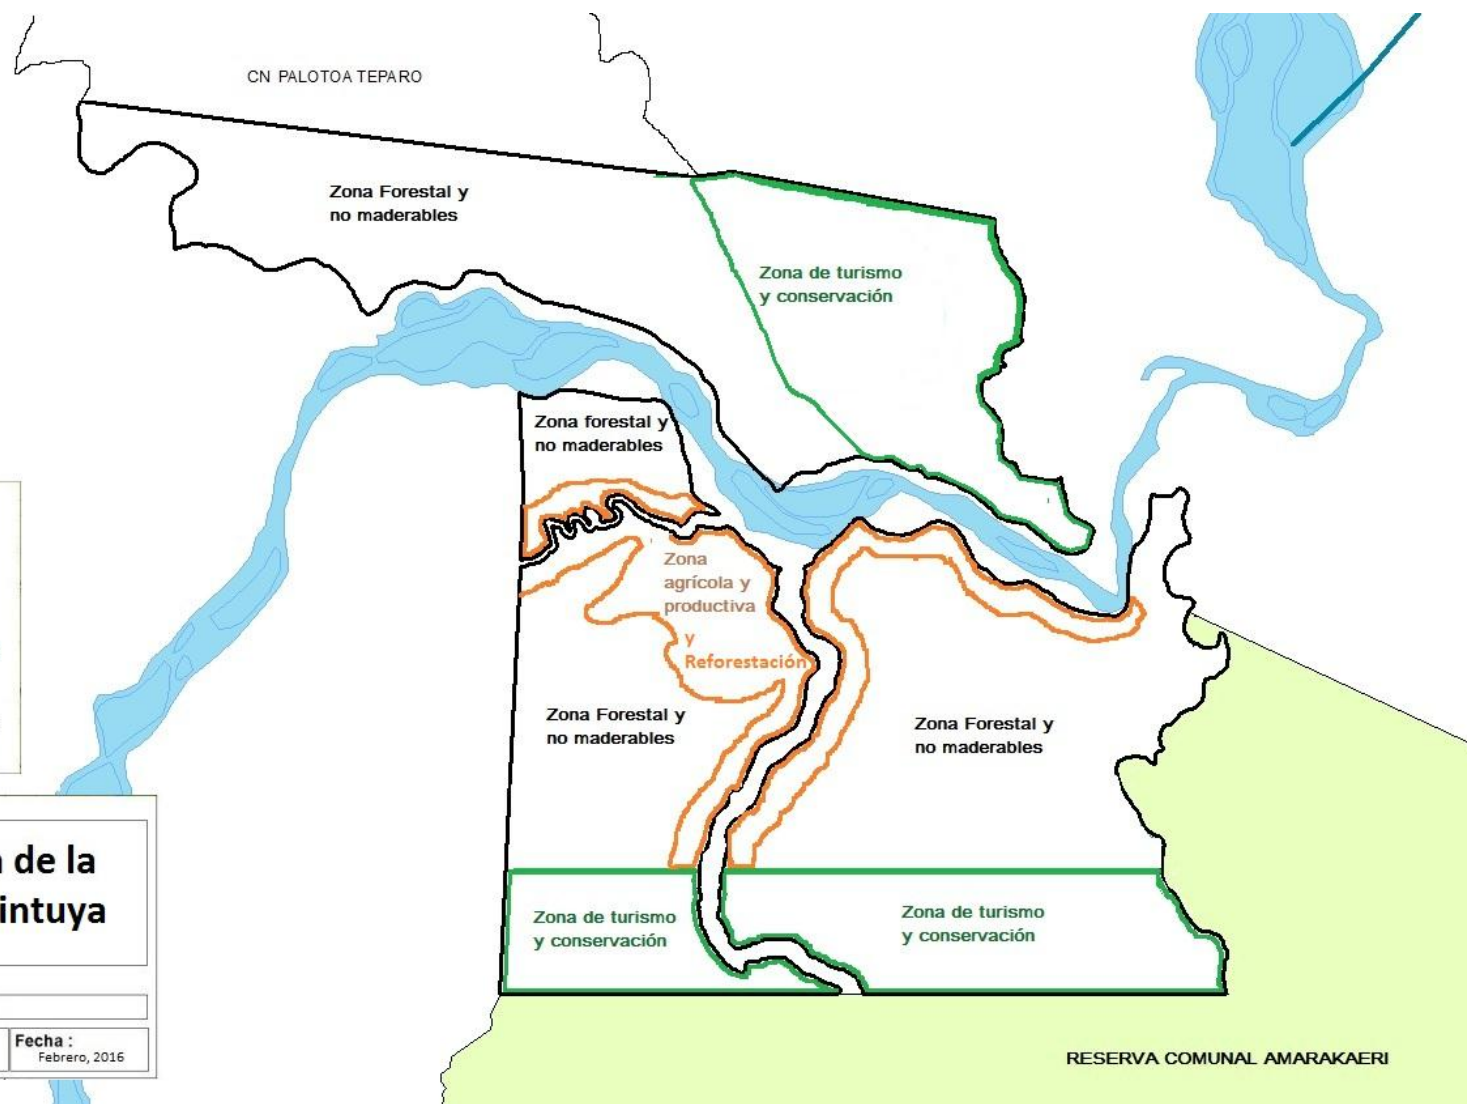 CN PALOTOA TEPARO
Zona Forestal y
no maderables
Zona de turismo
y conservación
Zona forestal y
no maderables
Zona
agrícola y
productiva
y
Reforestación
Zona Forestal y
no maderables
Zona Forestal y
no maderables
de la
intuya
Zona de turismo
y conservación
Zona de turismo
y conservación
Fecha :
Febrero, 2016
RESERVA COMUNAL AMARAKAERI